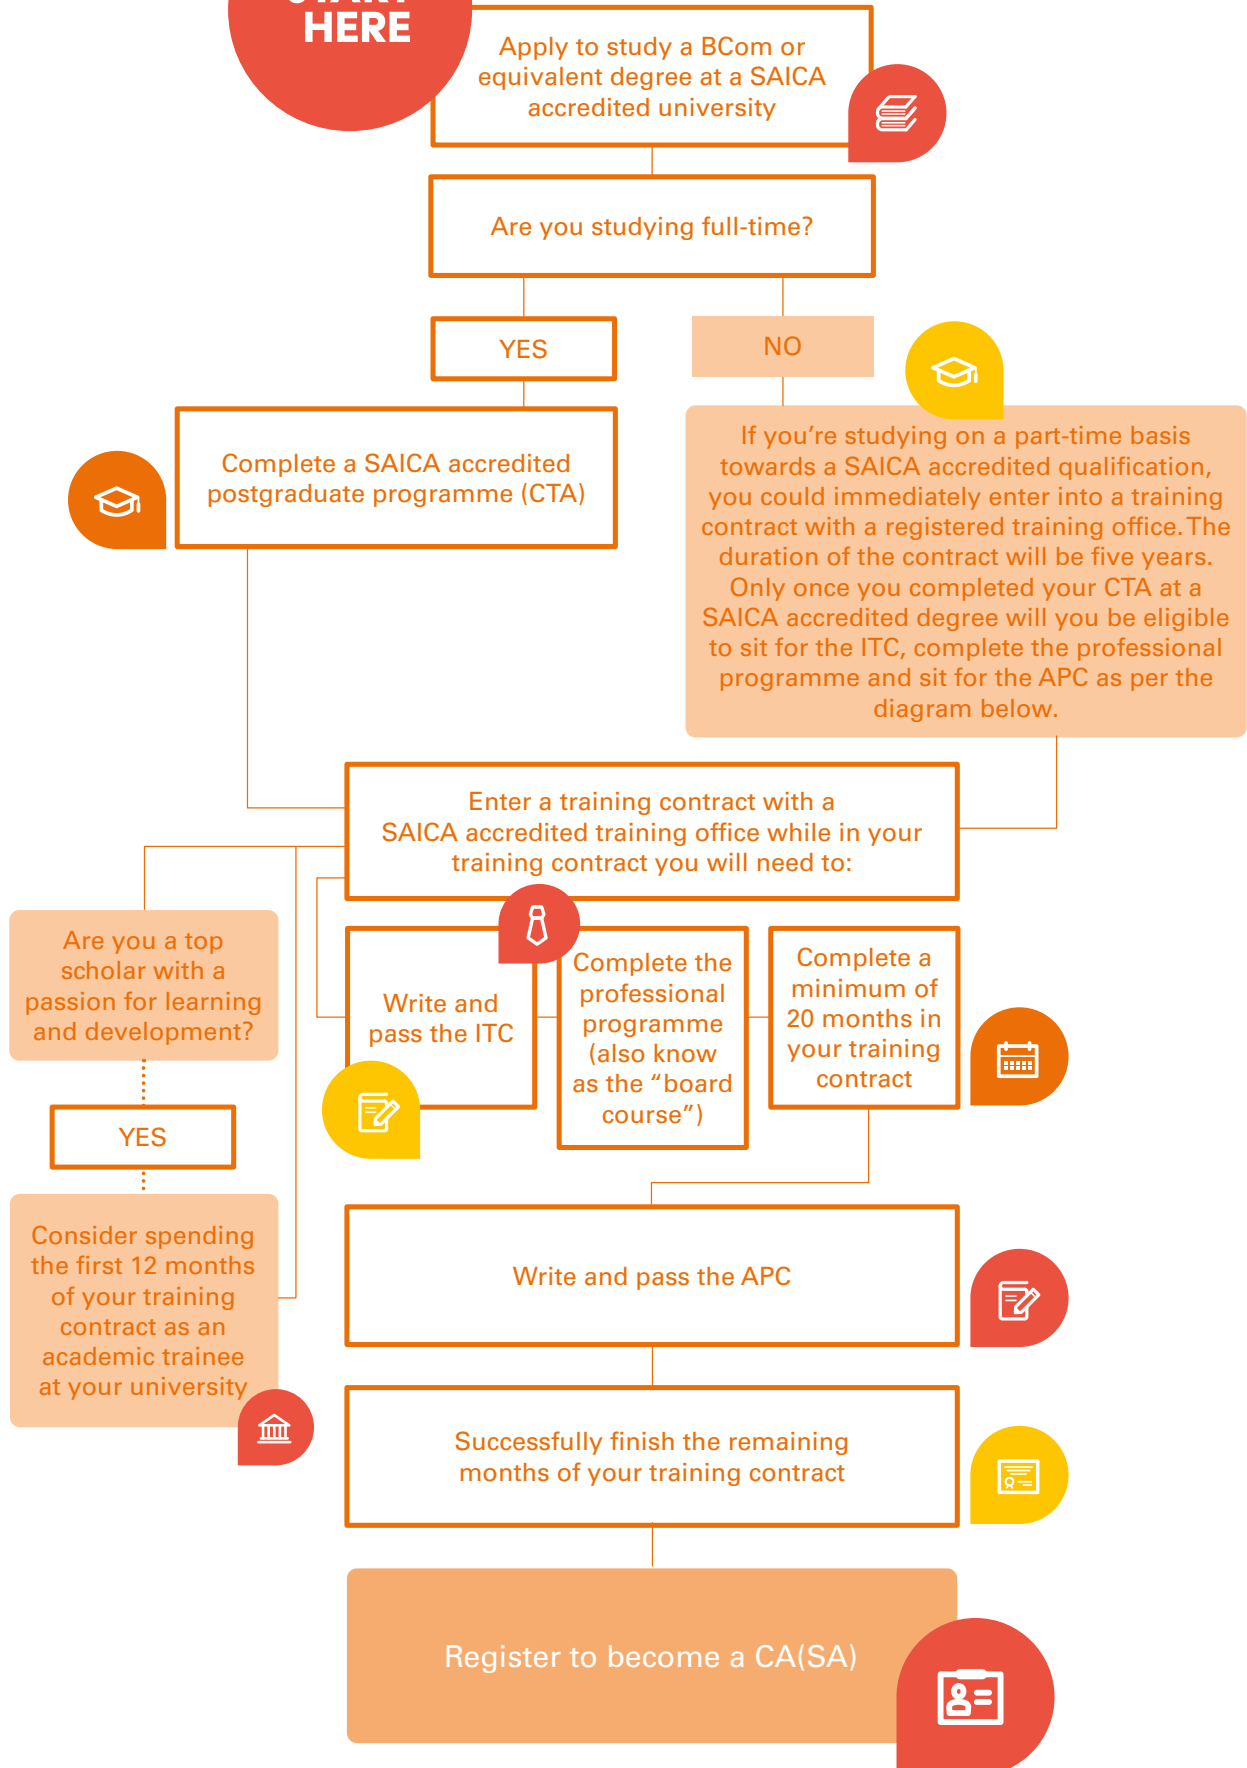 HERE
Apply to study a BCom or
equivalent degree at a SAICA
accredited university
Are you studying full-time?
YES
NO
Complete a SAICA accredited
postgraduate programme (CTA)
If you’re studying on a part-time basis
towards a SAICA accredited qualification,
you could immediately enter into a training
contract with a registered training office. The
duration of the contract will be five years.
Only once you completed your CTA at a
SAICA accredited degree will you be eligible
to sit for the ITC, complete the professional
programme and sit for the APC as per the
diagram below.
Enter a training contract with a
SAICA accredited training office while in your
training contract you will need to:
Are you a top
scholar with a
passion for learning
and development?
YES
Consider spending
the first 12 months
of your training
contract as an
academic trainee
at your university
Write and
pass the ITC
Complete the
professional
programme
(also know
as the “board
course”)
Complete a
minimum of
20 months in
your training
contract
Write and pass the APC
Successfully finish the remaining
months of your training contract
Register to become a CA(SA)